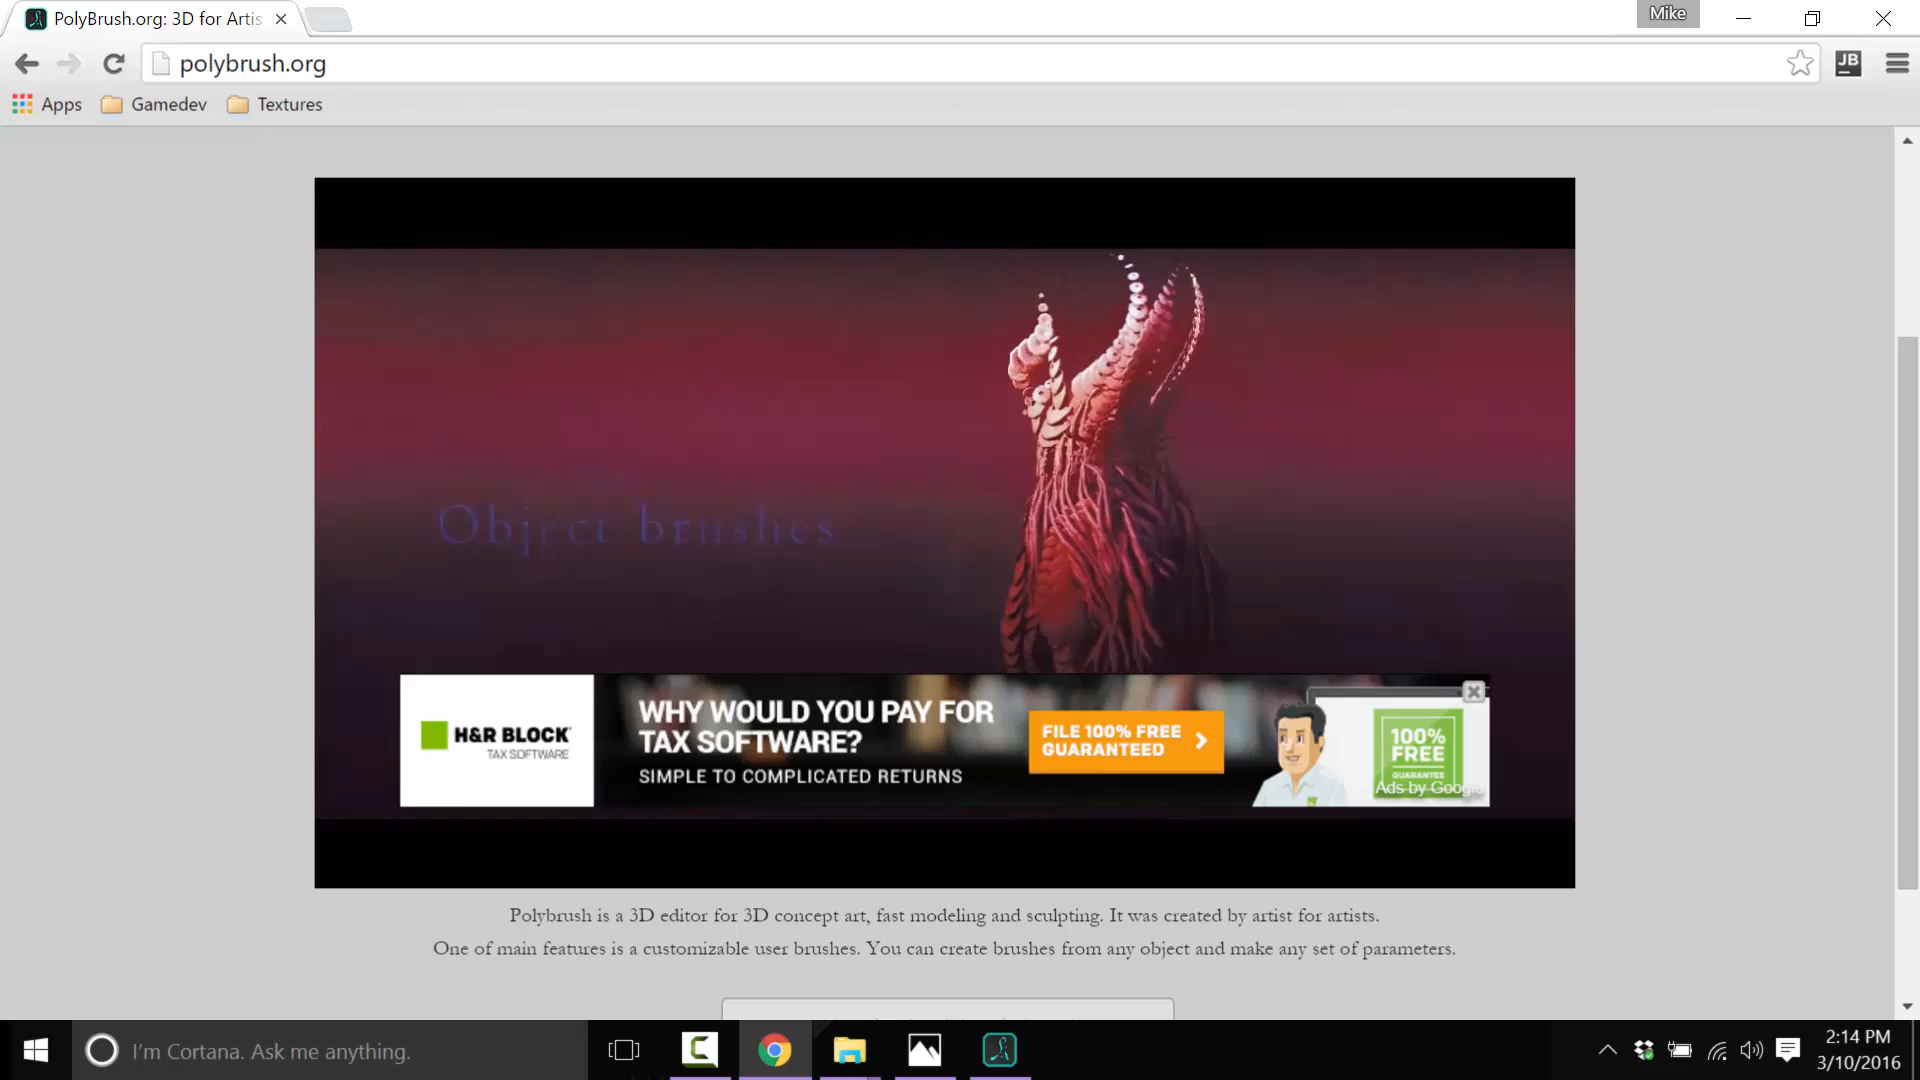 PolyBrush.org: 3D for Artis
Mike
polybrush.org
JB
Apps
Gamedev
Textures
Object brushes
H&R BLOCK
TAX SOFTWARE
WHY WOULD YOU PAY FOR
TAX SOFTWARE?
SIMPLE TO COMPLICATED RETURNS
FILE 100% FREE
GUARANTEED
100%
FREE
GUARANTEE
Ads by Google
Polybrush is a 3D editor for 3D concept art, fast modeling and sculpting. It was created by artist for artists.
One of main features is a customizable user brushes. You can create brushes from any object and make any set of parameters.
I'm Cortana. Ask me anything.
2:14 PM
3/10/2016